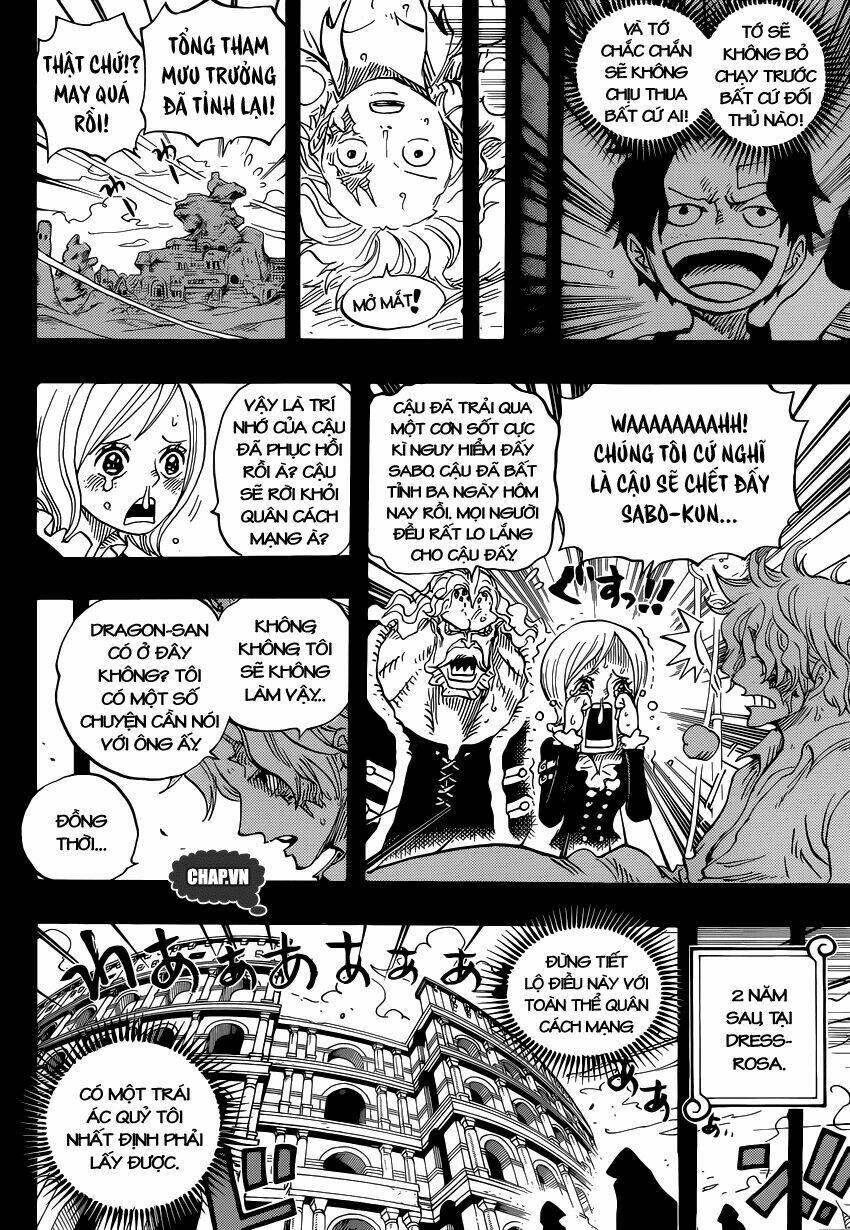 TỚ SẼ
KHÔNG BỎ
CHẠY TRƯỚC
BẤT CỨ ĐỐI
THỦ NÀO!
VÀ TỚ
CHẮC CHẮN
SẼ KHÔNG
CHỊU THUA
BẤT CỨ AI!
MỞ MẮT!
TỔNG THAM
MƯU TRƯỞNG
ĐÃ TỈNH LẠI!
THẬT CHỨ!?
MAY QUÁ
RỒI!
わ
わ
WAAAAAAAAHH!
CHÚNG TÔI CỨ NGHĨ
LÀ CẬU SẼ CHẾT ĐẤY
SABO-KUN...
CẬU ĐÃ TRẢI QUA
MỘT CƠN SỐT CỰC
KÌ NGUY HIỂM ĐẤY
SABO. CẬU ĐÃ BẤT
TỈNH BA NGÀY HÔM
NAY RỒI. MỌI NGƯỜI
ĐỀU RẤT LO LẮNG
CHO CẬU ĐẤY.
ぐすっ!!
VẬY LÀ TRÍ
NHỚ CỦA CẬU
ĐÃ PHỤC HỒI
RỒI À? CẬU
SẼ RỜI KHỎI
QUÂN CÁCH
MẠNG À?
KHÔNG,
KHÔNG TÔI
SẼ KHÔNG
LÀM VẬY...
DRAGON-SAN
CÓ Ở ĐÂY
KHÔNG? TÔI
CÓ MỘT SỐ
CHUYỆN CẦN NÓI
VỚI ÔNG ẤY.
ĐỒNG
THỜI...
CHAP.VN
2 NĂM
SAU, TẠI
DRESS-
ROSA.
ĐỪNG TIẾT
LỘ ĐIỀU NÀY VỚI
TOÀN THỂ QUÂN
CÁCH MẠNG.
わああああああ
ああ
CÓ MỘT TRÁI
ÁC QUỶ TÔI
NHẤT ĐỊNH PHẢI
LẤY ĐƯỢC.